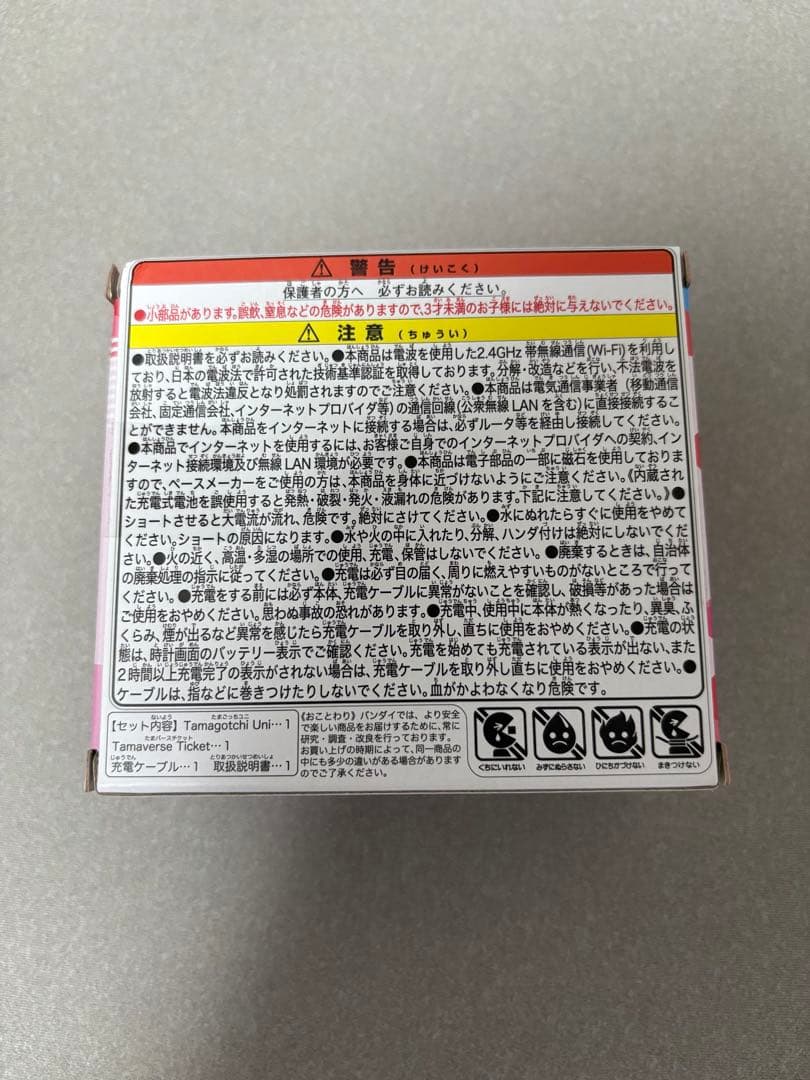 警告（けいこく）
保護者の方へ 必ずお読みください。
●小部品があります。誤飲、窒息などの危険がありますので、3才未満のお子様には絶対に与えないでください。
注意（ちゅうい）
●取扱説明書を必ずお読みください。●本商品は電波を使用した2.4GHz 帯無線通信(Wi-Fi)を利用し
ており、日本の電波法で許可された技術基準認証を取得しております。分解・改造などを行い、不法電波を
放射すると電波法違反となり処罰されますのでご注意ください。●本商品は電気通信事業者（移動通信
会社、固定通信会社、インターネットプロバイダ等）の通信回線(公衆無線 LAN を含む)に直接接続するこ
とができません。本商品をインターネットに接続する場合は、必ずルータ等を経由し接続してください。
●本商品でインターネットを使用するには、お客様ご自身でのインターネットプロバイダへの契約、イン
ターネット接続環境及び無線 LAN 環境が必要です。●本商品は電子部品の一部に磁石を使用しておりま
すので、ペースメーカーをご使用の方は、本商品を身体に近づけないようにご注意ください。《内蔵され
た充電式電池を誤使用すると発熱・破裂・発火・液漏れの危険があります。下記に注意してください。》●
ショートさせると大電流が流れ、危険です。絶対にさけてください。●水にぬれたらすぐに使用をやめて
ください。ショートの原因になります。●水や火の中に入れたり、分解、ハンダ付けは絶対にしないでくださ
い。●火の近く、高温・多湿の場所での使用、充電、保管はしないでください。●廃棄するときは、自治体
の廃棄処理の指示に従ってください。●充電は必ず目の届く、周りに燃えやすいものがないところで行って
ください。●充電をする前には必ず本体、充電ケーブルに異常がないことを確認し、破損等があった場合は
ご使用をおやめください。思わぬ事故の恐れがあります。●充電中、使用中に本体が熱くなったり、異臭、ふ
くらみ、煙が出るなど異常を感じたら充電ケーブルを取り外し、直ちに使用をおやめください。●充電の状
態は、時計画面のバッテリー表示でご確認ください。充電を始めても充電されている表示が出ない、また
2時間以上充電完了の表示がされない場合は、充電ケーブルを取り外し直ちに使用をおやめください。●
ケーブルは、指などに巻きつけたりしないでください。血がかよわなくなり危険です。
【セット内容】Tamagotchi Uni…1
Tamaverse Ticket…1
充電ケーブル…1 取扱説明書…1
《おことわり》バンダイでは、より安全
で楽しい商品をお届けするために、常に
研究・調査・改良を行っております。
お買い上げの時期によって、同一商品の
中にも多少の違いがある場合があります
のでご了承ください。
くちにいれない
みずにぬらさない
ひにちかづけない
まきつけない